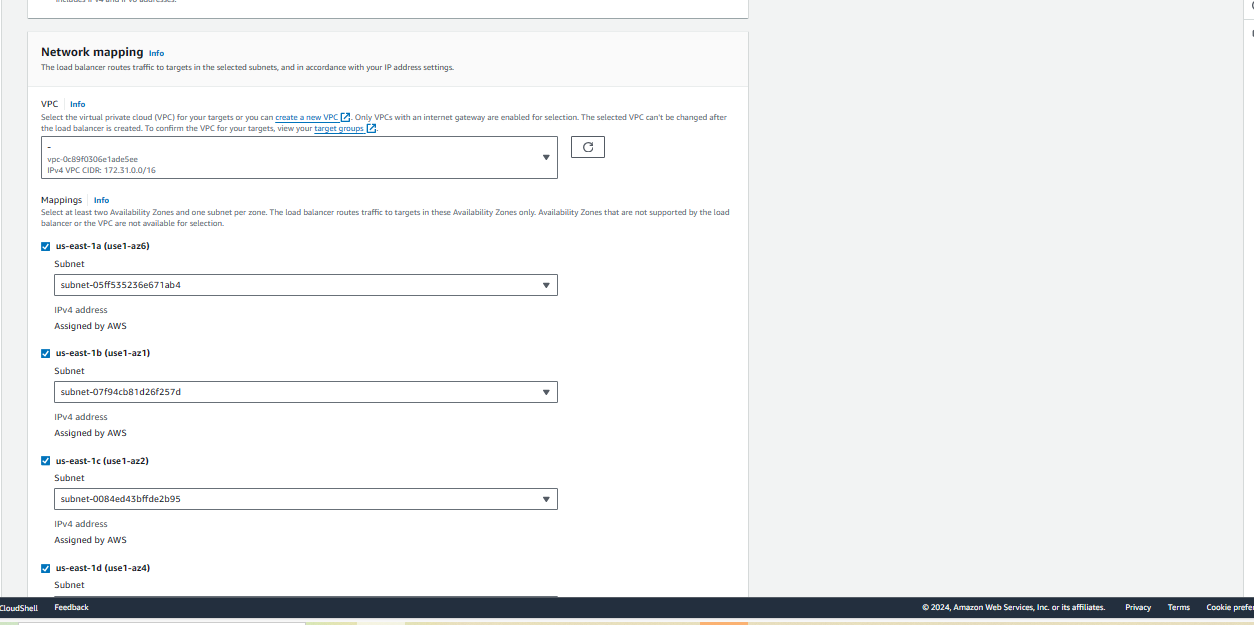 includes IPv4 and IPv6 addresses.
Network mapping Info
The load balancer routes traffic to targets in the selected subnets, and in accordance with your IP address settings.
VPC Info
Select the virtual private cloud (VPC) for your targets or you can create a new VPC. Only VPCs with an internet gateway are enabled for selection. The selected VPC can't be changed after
the load balancer is created. To confirm the VPC for your targets, view your target groups.
-
vpc-0c89f0306e1ade5ee
IPv4 VPC CIDR: 172.31.0.0/16
Mappings Info
Select at least two Availability Zones and one subnet per zone. The load balancer routes traffic to targets in these Availability Zones only. Availability Zones that are not supported by the load
balancer or the VPC are not available for selection.
us-east-1a (use1-az6)
Subnet
subnet-05ff535236e671ab4
IPv4 address
Assigned by AWS
us-east-1b (use1-az1)
Subnet
subnet-07f94cb81d26f257d
IPv4 address
Assigned by AWS
us-east-1c (use1-az2)
Subnet
subnet-0084ed43bffde2b95
IPv4 address
Assigned by AWS
us-east-1d (use1-az4)
Subnet
CloudShell Feedback © 2024, Amazon Web Services, Inc. or its affiliates. Privacy Terms Cookie prefer